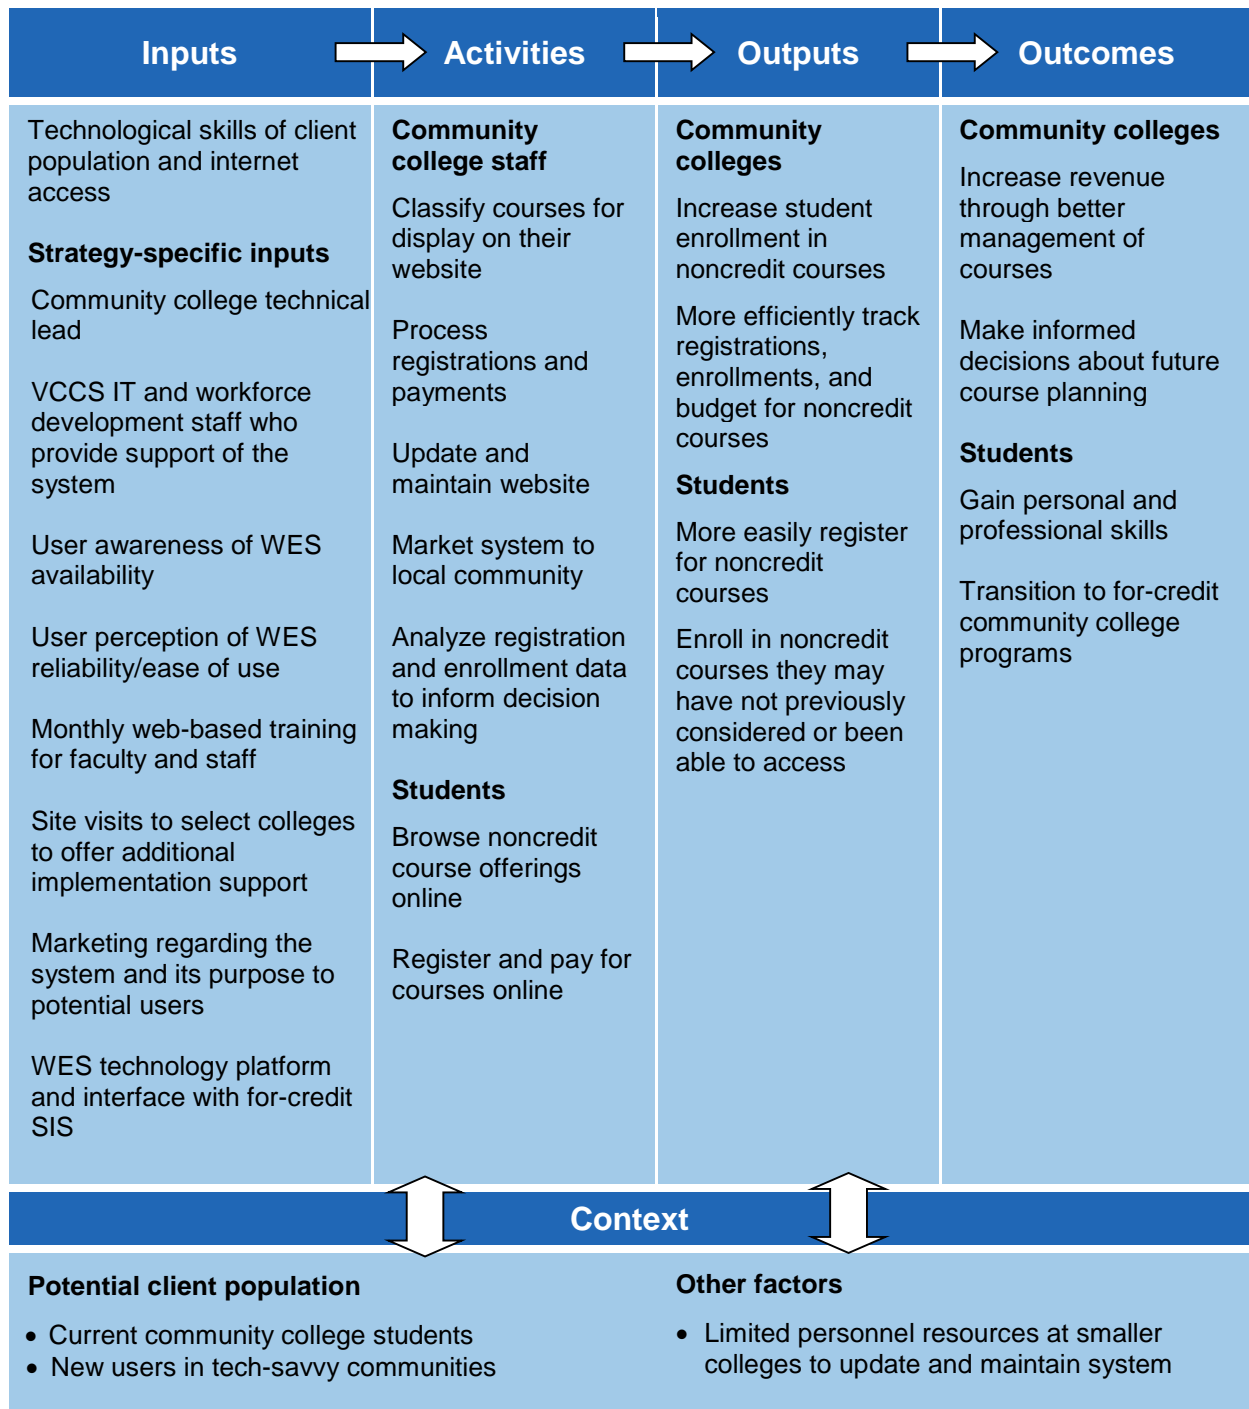 Inputs
Activities
Outputs
Outcomes
Technological skills of client
population and internet
access
Strategy-specific inputs
Community college technical
lead
VCCS IT and workforce
development staff who
provide support of the
system
User awareness of WES
availability
User perception of WES
reliability/ease of use
Monthly web-based training
for faculty and staff
Site visits to select colleges
to offer additional
implementation support
Marketing regarding the
system and its purpose to
potential users
WES technology platform
and interface with for-credit
SIS
Community
college staff
Classify courses for
display on their
website
Process
registrations and
payments
Update and
maintain website
Market system to
local community
Analyze registration
and enrollment data
to inform decision
making
Students
Browse noncredit
course offerings
online
Register and pay for
courses online
Community
colleges
Increase student
enrollment in
noncredit courses
More efficiently track
registrations,
enrollments, and
budget for noncredit
courses
Students
More easily register
for noncredit
courses
Enroll in noncredit
courses they may
have not previously
considered or been
able to access
Community colleges
Increase revenue
through better
management of
courses
Make informed
decisions about future
course planning
Students
Gain personal and
professional skills
Transition to for-credit
community college
programs
Context
Potential client population
• Current community college students
• New users in tech-savvy communities
Other factors
• Limited personnel resources at smaller
colleges to update and maintain system